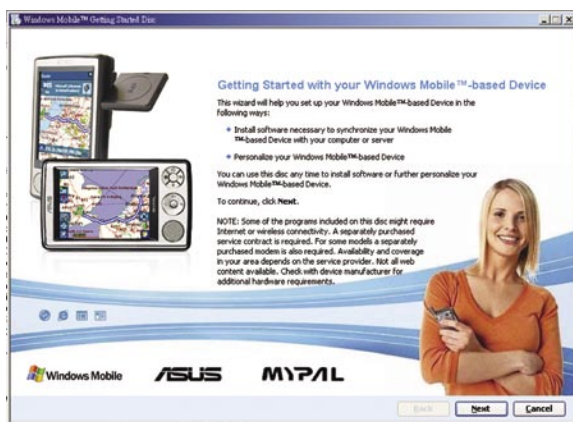 Windows Mobile™ Getting Started Disc
Getting Started with your Windows Mobile™-based Device
This wizard will help you set up your Windows Mobile™-based Device in the
following ways:
Install software necessary to synchronize your Windows Mobile
™-based Device with your computer or server
Personalize your Windows Mobile™-based Device
You can use this disc any time to install software or further personalize your
Windows Mobile™-based Device.
To continue, click Next.
NOTE: Some of the programs included on this disc might require
Internet or wireless connectivity. A separately purchased
service contract is required. For some models a separately
purchased modem is also required. Availability and coverage
in your area depends on the service provider. Not all web
content available. Check with device manufacturer for
additional hardware requirements.
ASUS
Windows Mobile
ASUS
MYPAL
Back
Next
Cancel